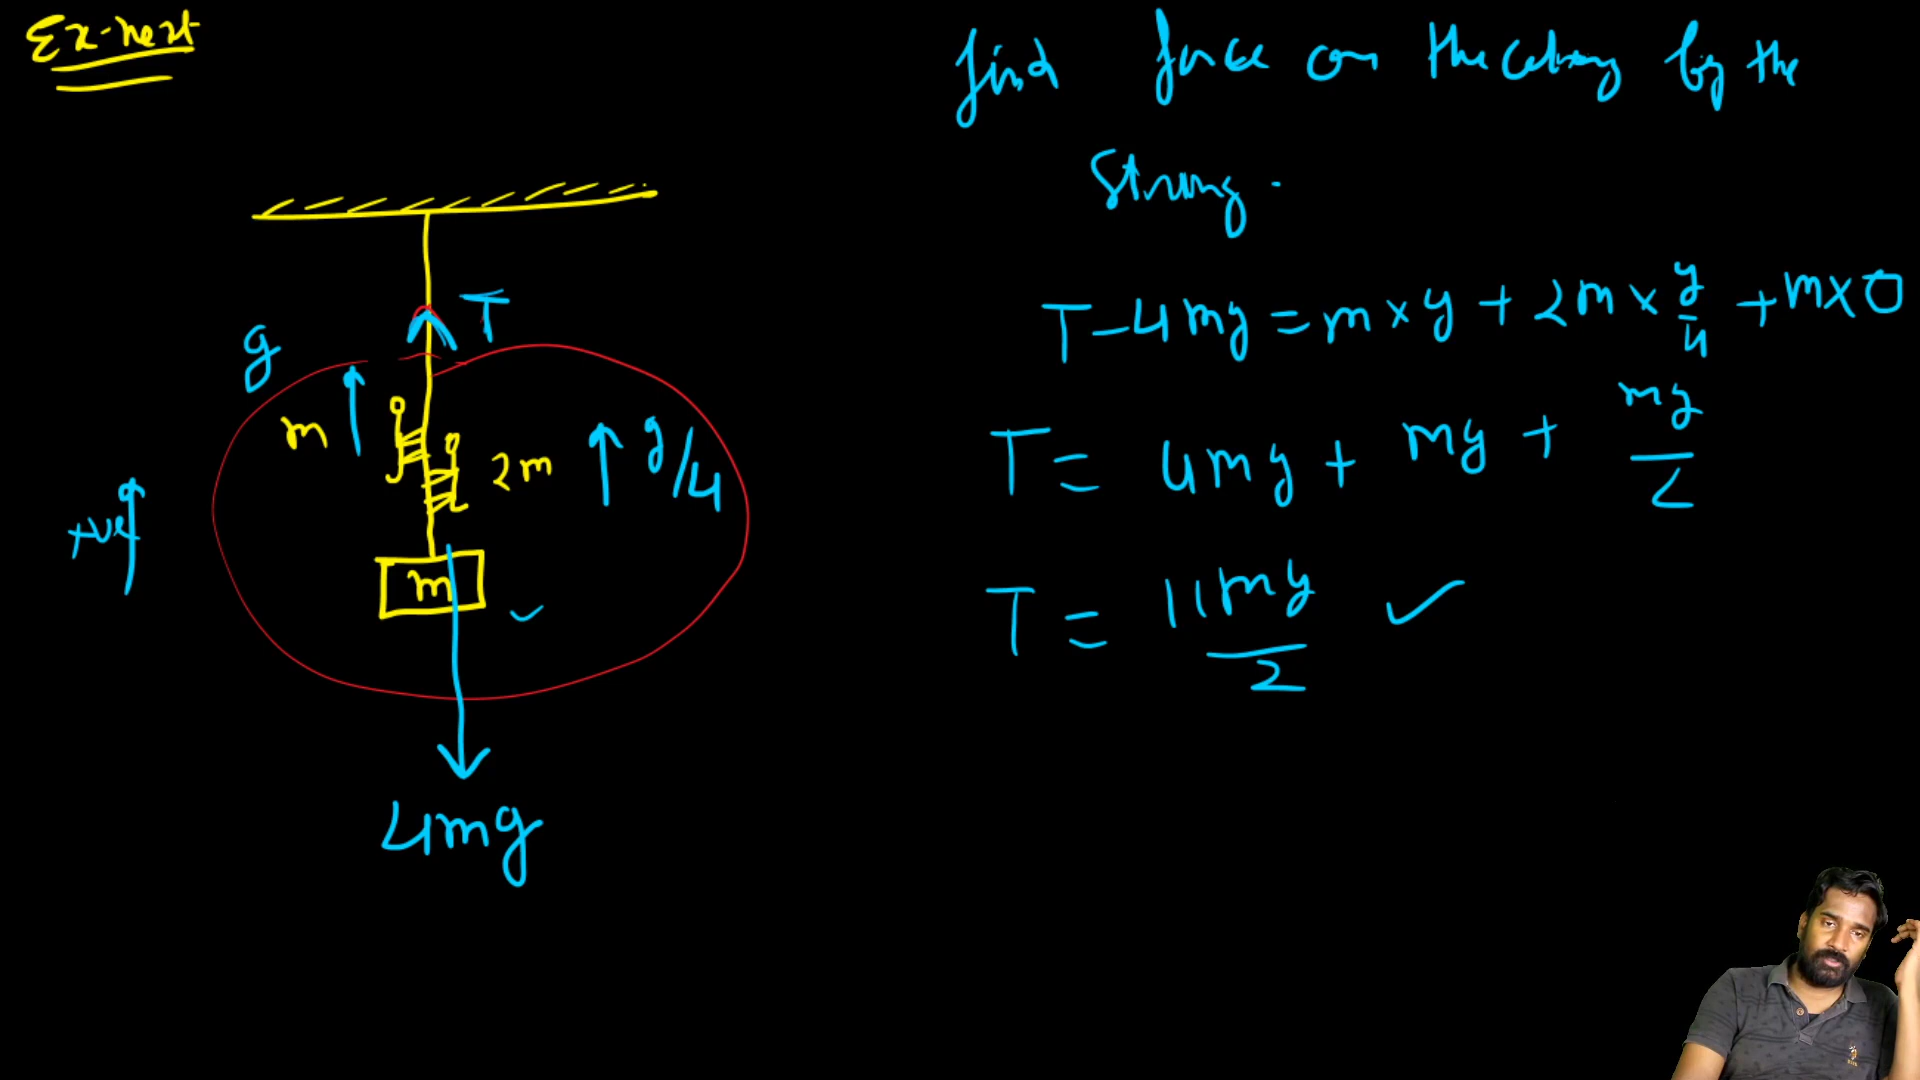 Ex-next
find force on the ceiling by the
string.
T-4mg=m×g+2m×g/4+m×0
T
g
m
T= 4mg+mg+mg/2
2m
g/4
+ve
m
T= 11mg/2
4mg